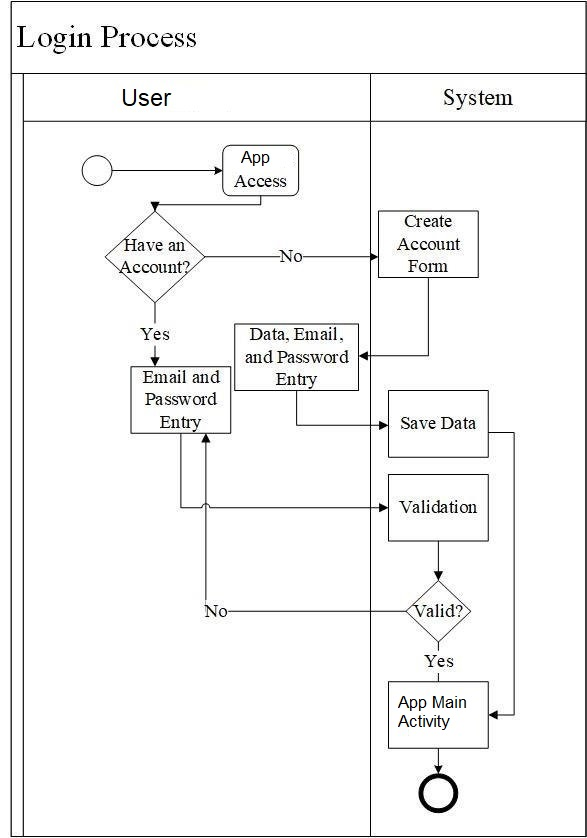 Login Process
User
System
App
Access
Create
Account
Form
Have an
Account?
No
Yes
Data, Email,
and Password
Entry
Email and
Password
Entry
Save Data
Validation
No
Valid?
Yes
App Main
Activity